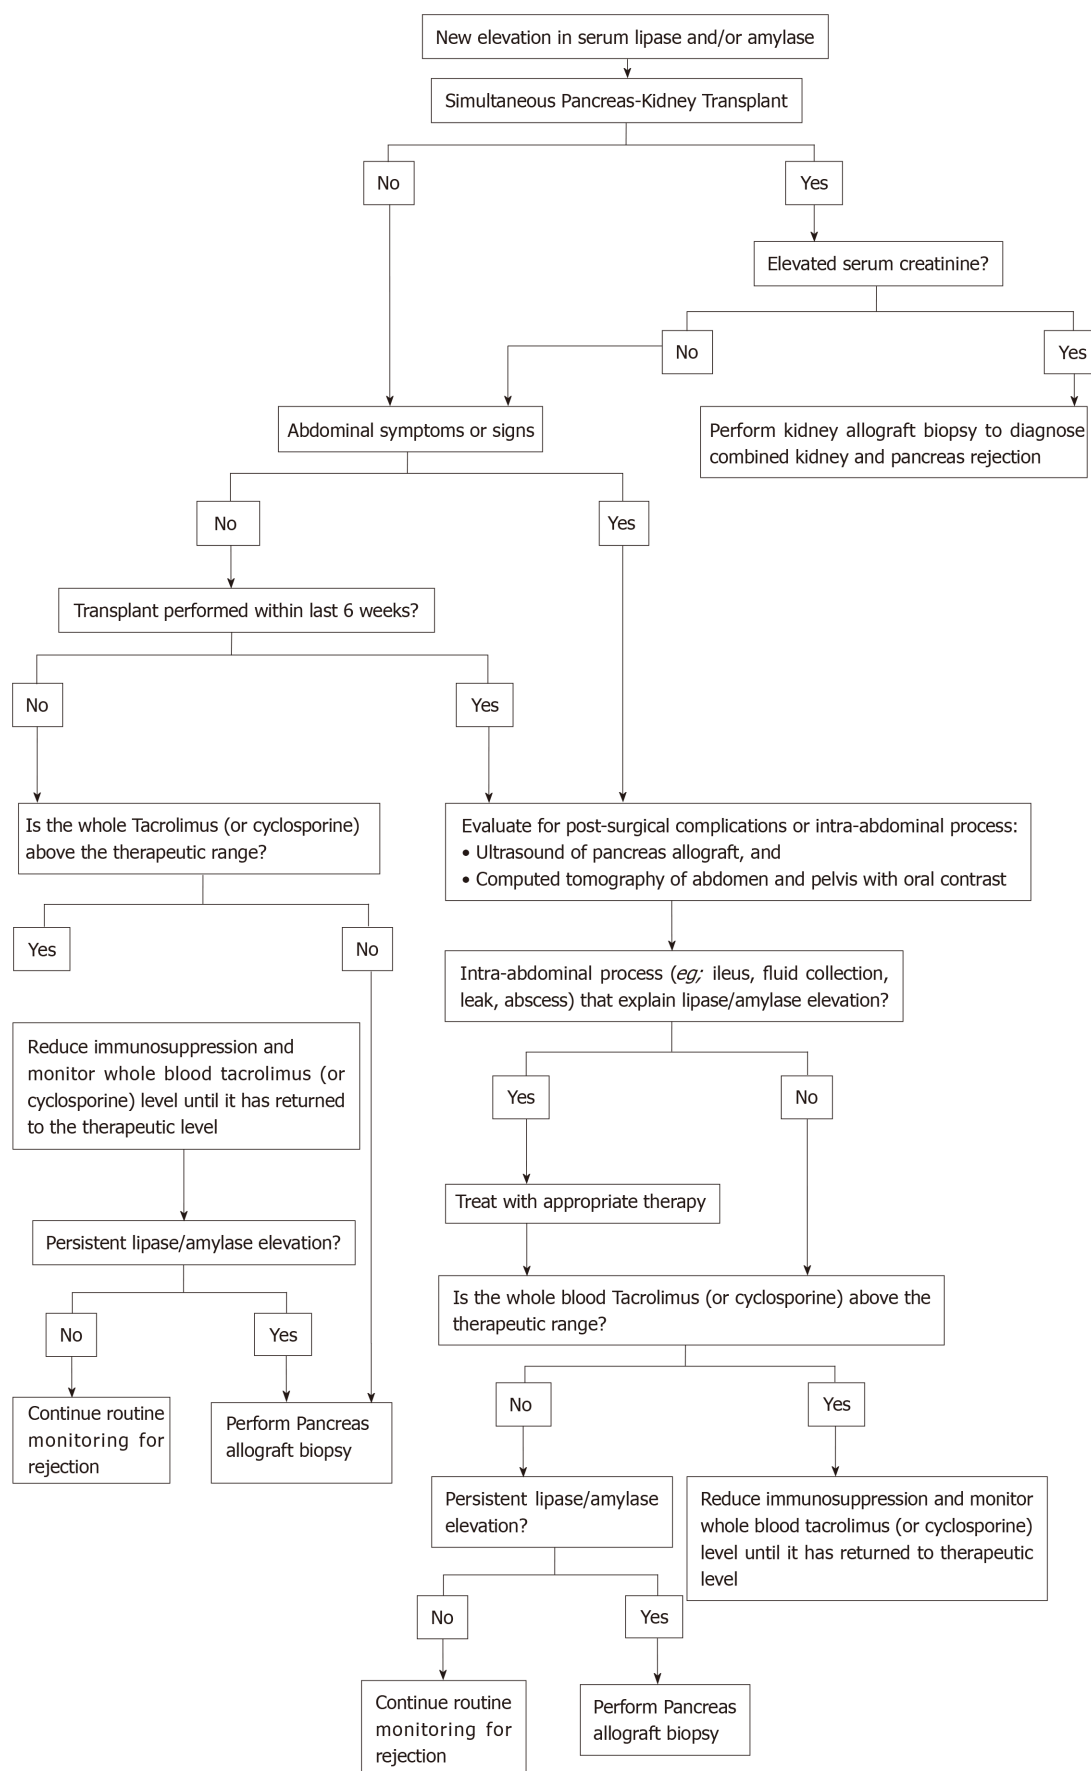 New elevation in serum lipase and/or amylase
Simultaneous Pancreas-Kidney Transplant
No
Yes
Elevated serum creatinine?
No
Yes
Abdominal symptoms or signs
Perform kidney allograft biopsy to diagnose
combined kidney and pancreas rejection
No
Yes
Transplant performed within last 6 weeks?
No
Yes
Is the whole Tacrolimus (or cyclosporine)
above the therapeutic range?
Evaluate for post-surgical complications or intra-abdominal process:
• Ultrasound of pancreas allograft, and
• Computed tomography of abdomen and pelvis with oral contrast
Yes
No
Intra-abdominal process (eg; ileus, fluid collection,
leak, abscess) that explain lipase/amylase elevation?
Reduce immunosuppression and
monitor whole blood tacrolimus (or
cyclosporine) level until it has returned
to the therapeutic level
Yes
No
Treat with appropriate therapy
Persistent lipase/amylase elevation?
Is the whole blood Tacrolimus (or cyclosporine) above the
therapeutic range?
No
Yes
No
Yes
Continue routine
monitoring for
rejection
Perform Pancreas
allograft biopsy
Persistent lipase/amylase
elevation?
Reduce immunosuppression and monitor
whole blood tacrolimus (or cyclosporine)
level until it has returned to therapeutic
level
No
Yes
Continue routine
monitoring for
rejection
Perform Pancreas
allograft biopsy